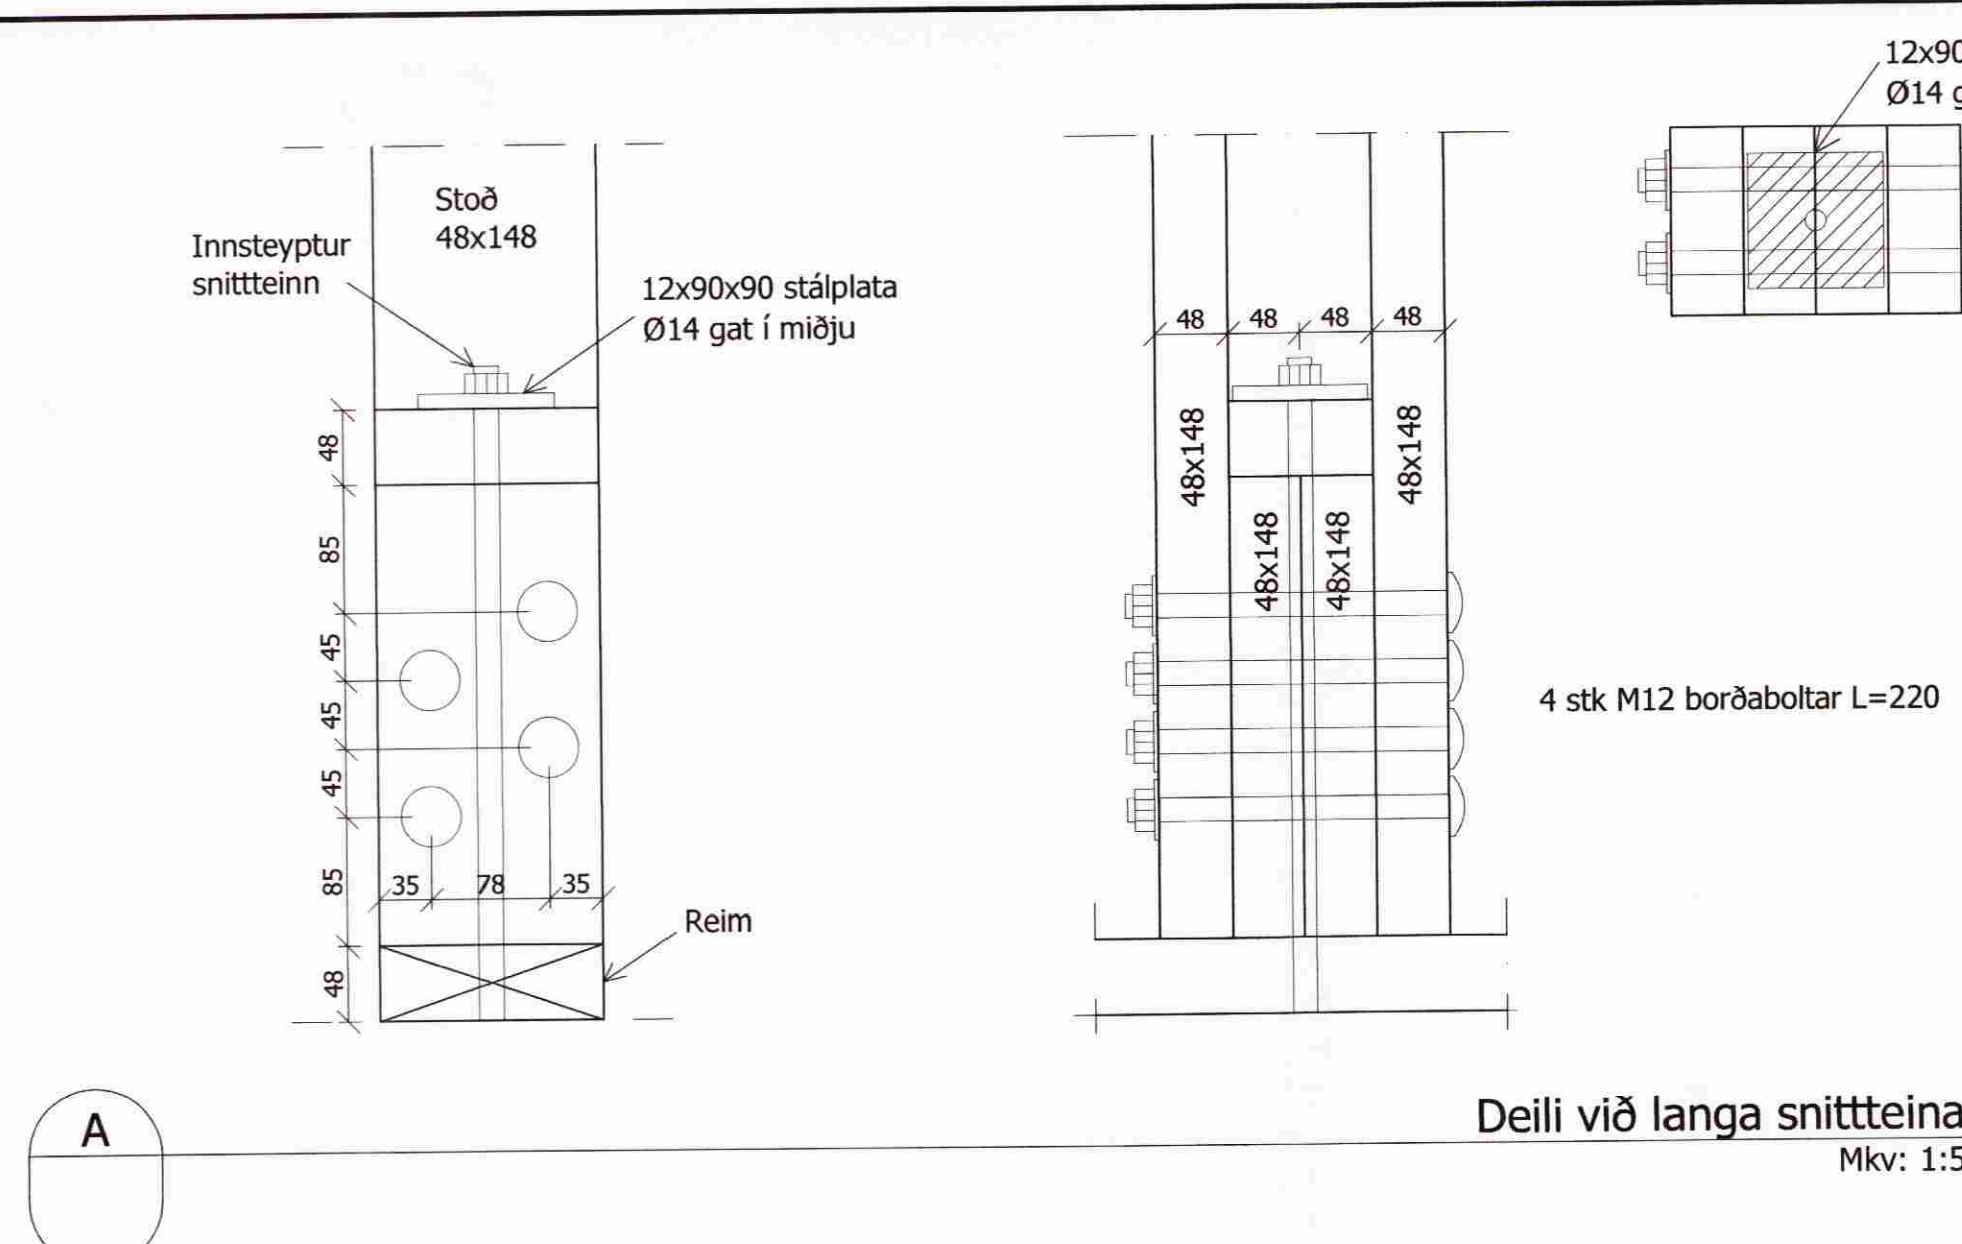 12x90
Ø14 g
Stoð
48x148
Innsteyptur
snittteinn
12x90x90 stálplata
Ø14 gat í miðju
48
85
45
45
45
85
48
35 78 35
Reim
48 48 48 48
48x148
48x148
48x148
48x148
4 stk M12 borðaboltar L=220
A
Deili við langa snittteina
Mkv: 1:5